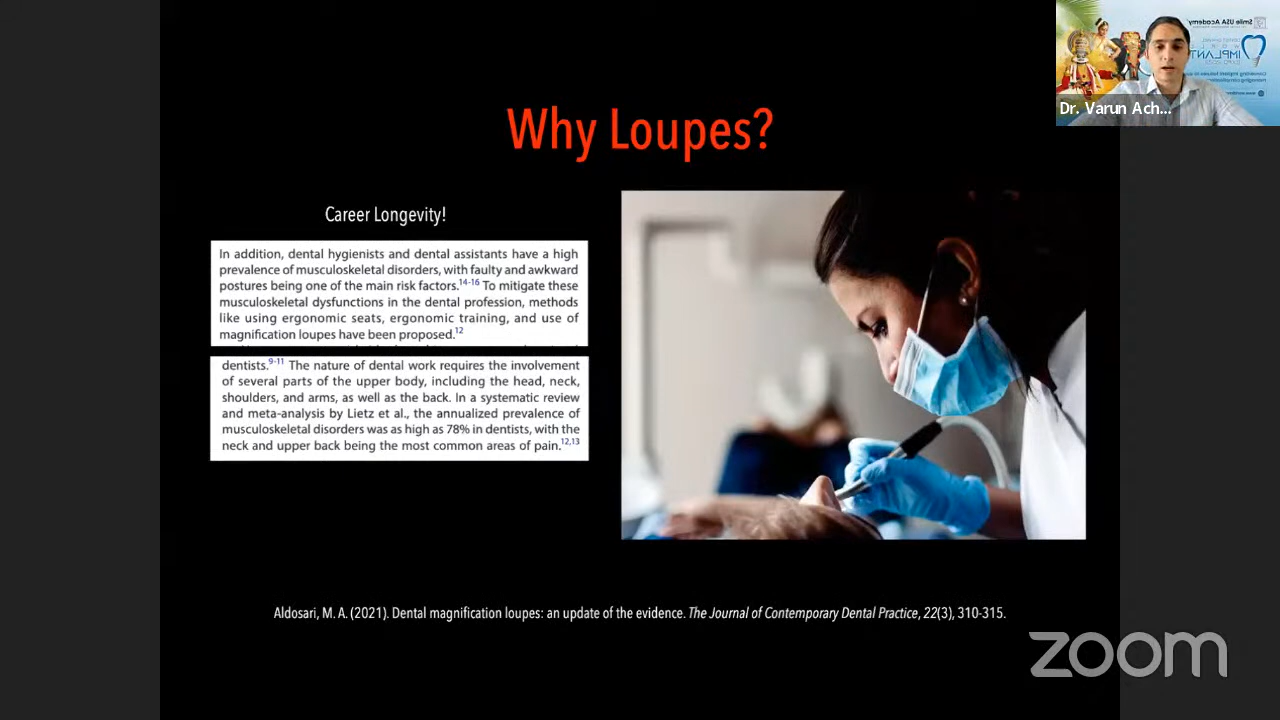 Smile USA Academy
IMPLANT
Dr. Varun Ach...
Why Loupes?
Career Longevity!
In addition, dental hygienists and dental assistants have a high
prevalence of musculoskeletal disorders, with faulty and awkward
postures being one of the main risk factors.14-16 To mitigate these
musculoskeletal dysfunctions in the dental profession, methods
like using ergonomic seats, ergonomic training, and use of
magnification loupes have been proposed.12
dentists.9-11 The nature of dental work requires the involvement
of several parts of the upper body, including the head, neck,
shoulders, and arms, as well as the back. In a systematic review
and meta-analysis by Lietz et al., the annualized prevalence of
musculoskeletal disorders was as high as 78% in dentists, with the
neck and upper back being the most common areas of pain.12,13
Aldosari, M. A. (2021). Dental magnification loupes: an update of the evidence. The Journal of Contemporary Dental Practice, 22(3), 310-315.
zoom